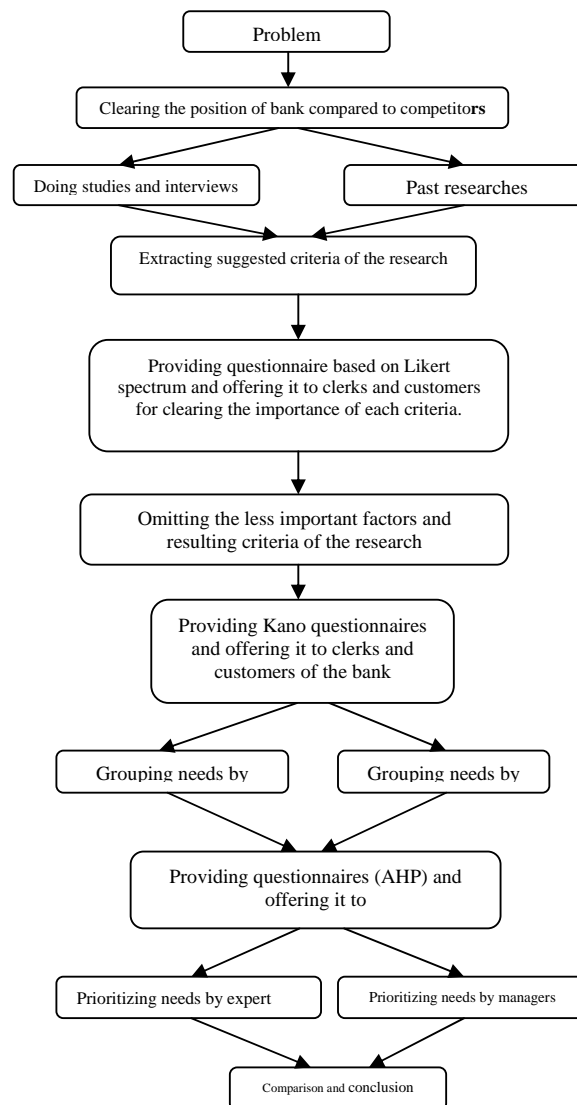 Problem
Clearing the position of bank compared to competitors
Doing studies and interviews
Past researches
Extracting suggested criteria of the research
Providing questionnaire based on Likert
spectrum and offering it to clerks and customers
for clearing the importance of each criteria.
Omitting the less important factors and
resulting criteria of the research
Providing Kano questionnaires
and offering it to clerks and
customers of the bank
Grouping needs by
Grouping needs by
Providing questionnaires (AHP) and
offering it to
Prioritizing needs by expert
Prioritizing needs by managers
Comparison and conclusion